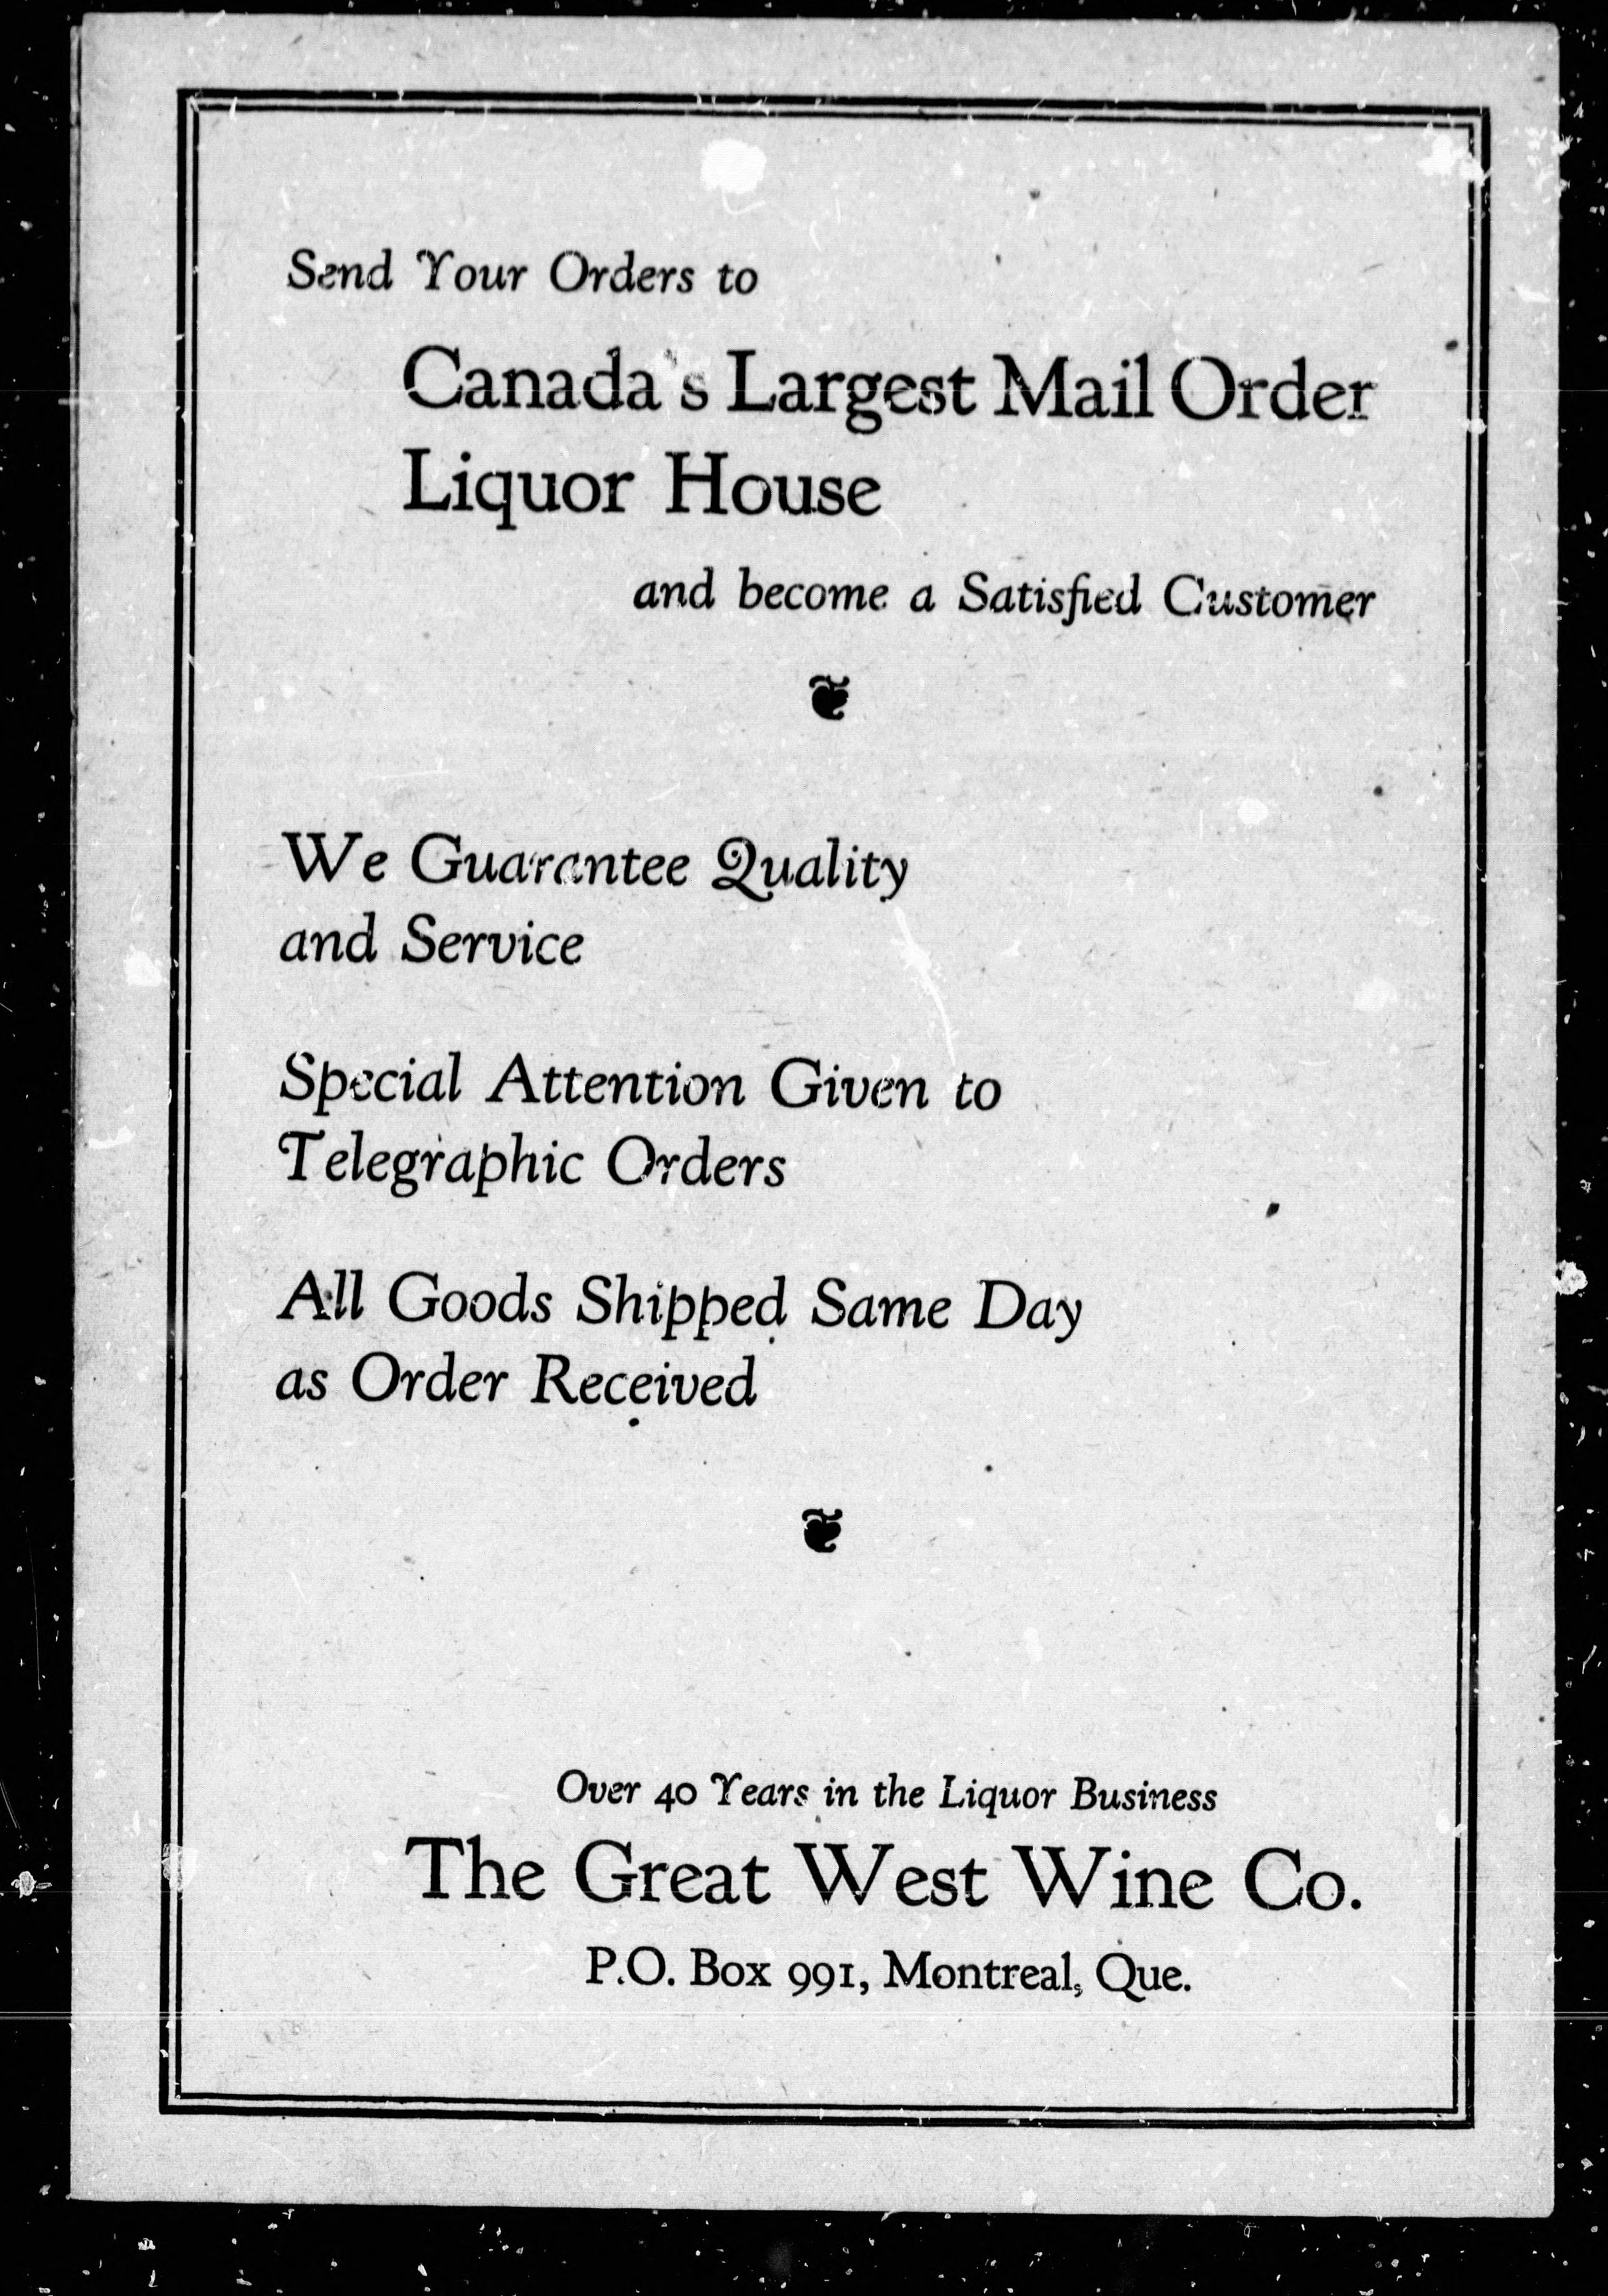 Send Your Orders to
Canada's Largest Mail Order
Liquor House
and become a Satisfied Customer
We Guarantee Quality
and Service
Special Attention Given to
Telegraphic Orders
All Goods Shipped Same Day
as Order Received
Over 40 Years in the Liquor Business
The Great West Wine Co.
P.O. Box 991, Montreal, Que.